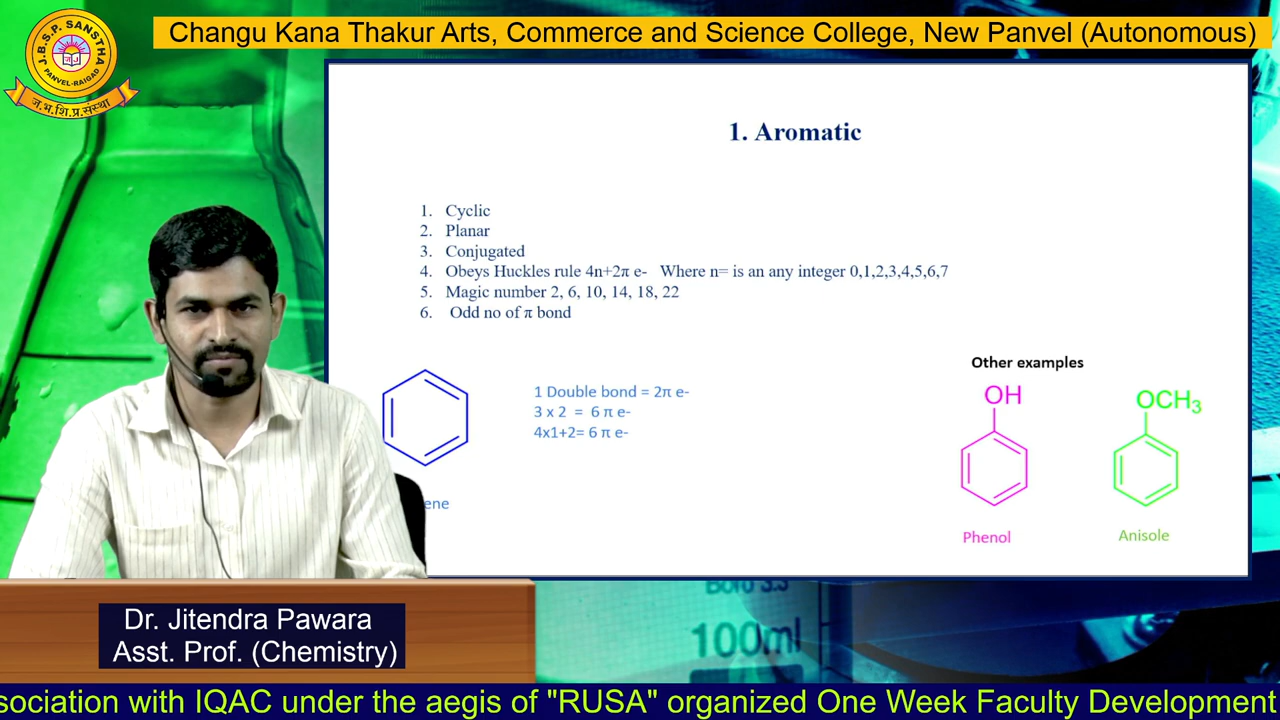 Changu Kana Thakur Arts, Commerce and Science College, New Panvel (Autonomous)
J.B.S.P. SANSTHA
PANVEL-RAIGAD
ज.भ.शि.प्र.संस्था
1. Aromatic
1. Cyclic
2. Planar
3. Conjugated
4. Obeys Huckles rule 4n+2π e- Where n= is an any integer 0,1,2,3,4,5,6,7
5. Magic number 2, 6, 10, 14, 18, 22
6. Odd no of π bond
1 Double bond = 2π e-
3 x 2 = 6 π e-
4x1+2= 6 π e-
ene
Other examples
OH
OCH3
Phenol
Anisole
100ml
Dr. Jitendra Pawara
Asst. Prof. (Chemistry)
sociation with IQAC under the aegis of "RUSA" organized One Week Faculty Development